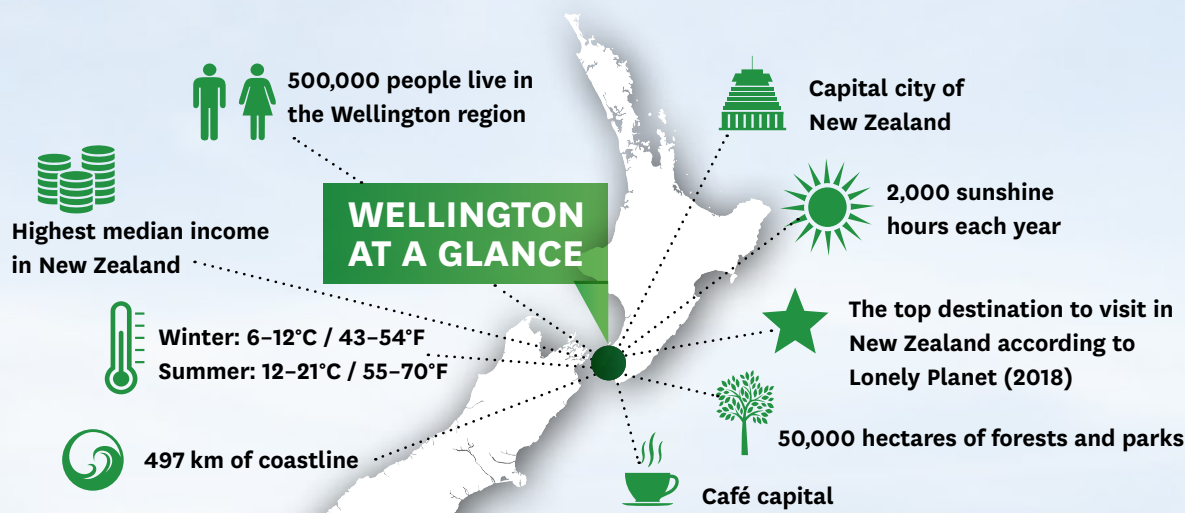 500,000 people live in
the Wellington region
Capital city of
New Zealand
Highest median income
in New Zealand
WELLINGTON
AT A GLANCE
2,000 sunshine
hours each year
Winter: 6–12°C / 43–54°F
Summer: 12–21°C / 55–70°F
The top destination to visit in
New Zealand according to
Lonely Planet (2018)
497 km of coastline
50,000 hectares of forests and parks
Café capital